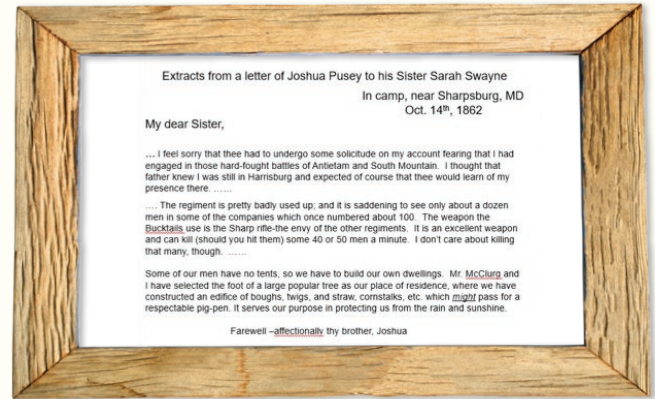 Extracts from a letter of Joshua Pusey to his Sister Sarah Swayne
In camp, near Sharpsburg, MD
Oct. 14th, 1862
My dear Sister,
.... I feel sorry that thee had to undergo some solicitude on my account fearing that I had
engaged in those hard-fought battles of Antietam and South Mountain. I thought that
father knew I was still in Harrisburg and expected of course that thee would learn of my
presence there. ......
.... The regiment is pretty badly used up; and it is saddening to see only about a dozen
men in some of the companies which once numbered about 100. The weapon the
Bucktails use is the Sharp rifle-the envy of the other regiments. It is an excellent weapon
and can kill (should you hit them) some 40 or 50 men a minute. I don't care about killing
that many, though. ......
Some of our men have no tents, so we have to build our own dwellings. Mr. McClurg and
I have selected the foot of a large popular tree as our place of residence, where we have
constructed an edifice of boughs, twigs, and straw, cornstalks, etc. which might pass for a
respectable pig-pen. It serves our purpose in protecting us from the rain and sunshine.
Farewell –affectionally thy brother, Joshua